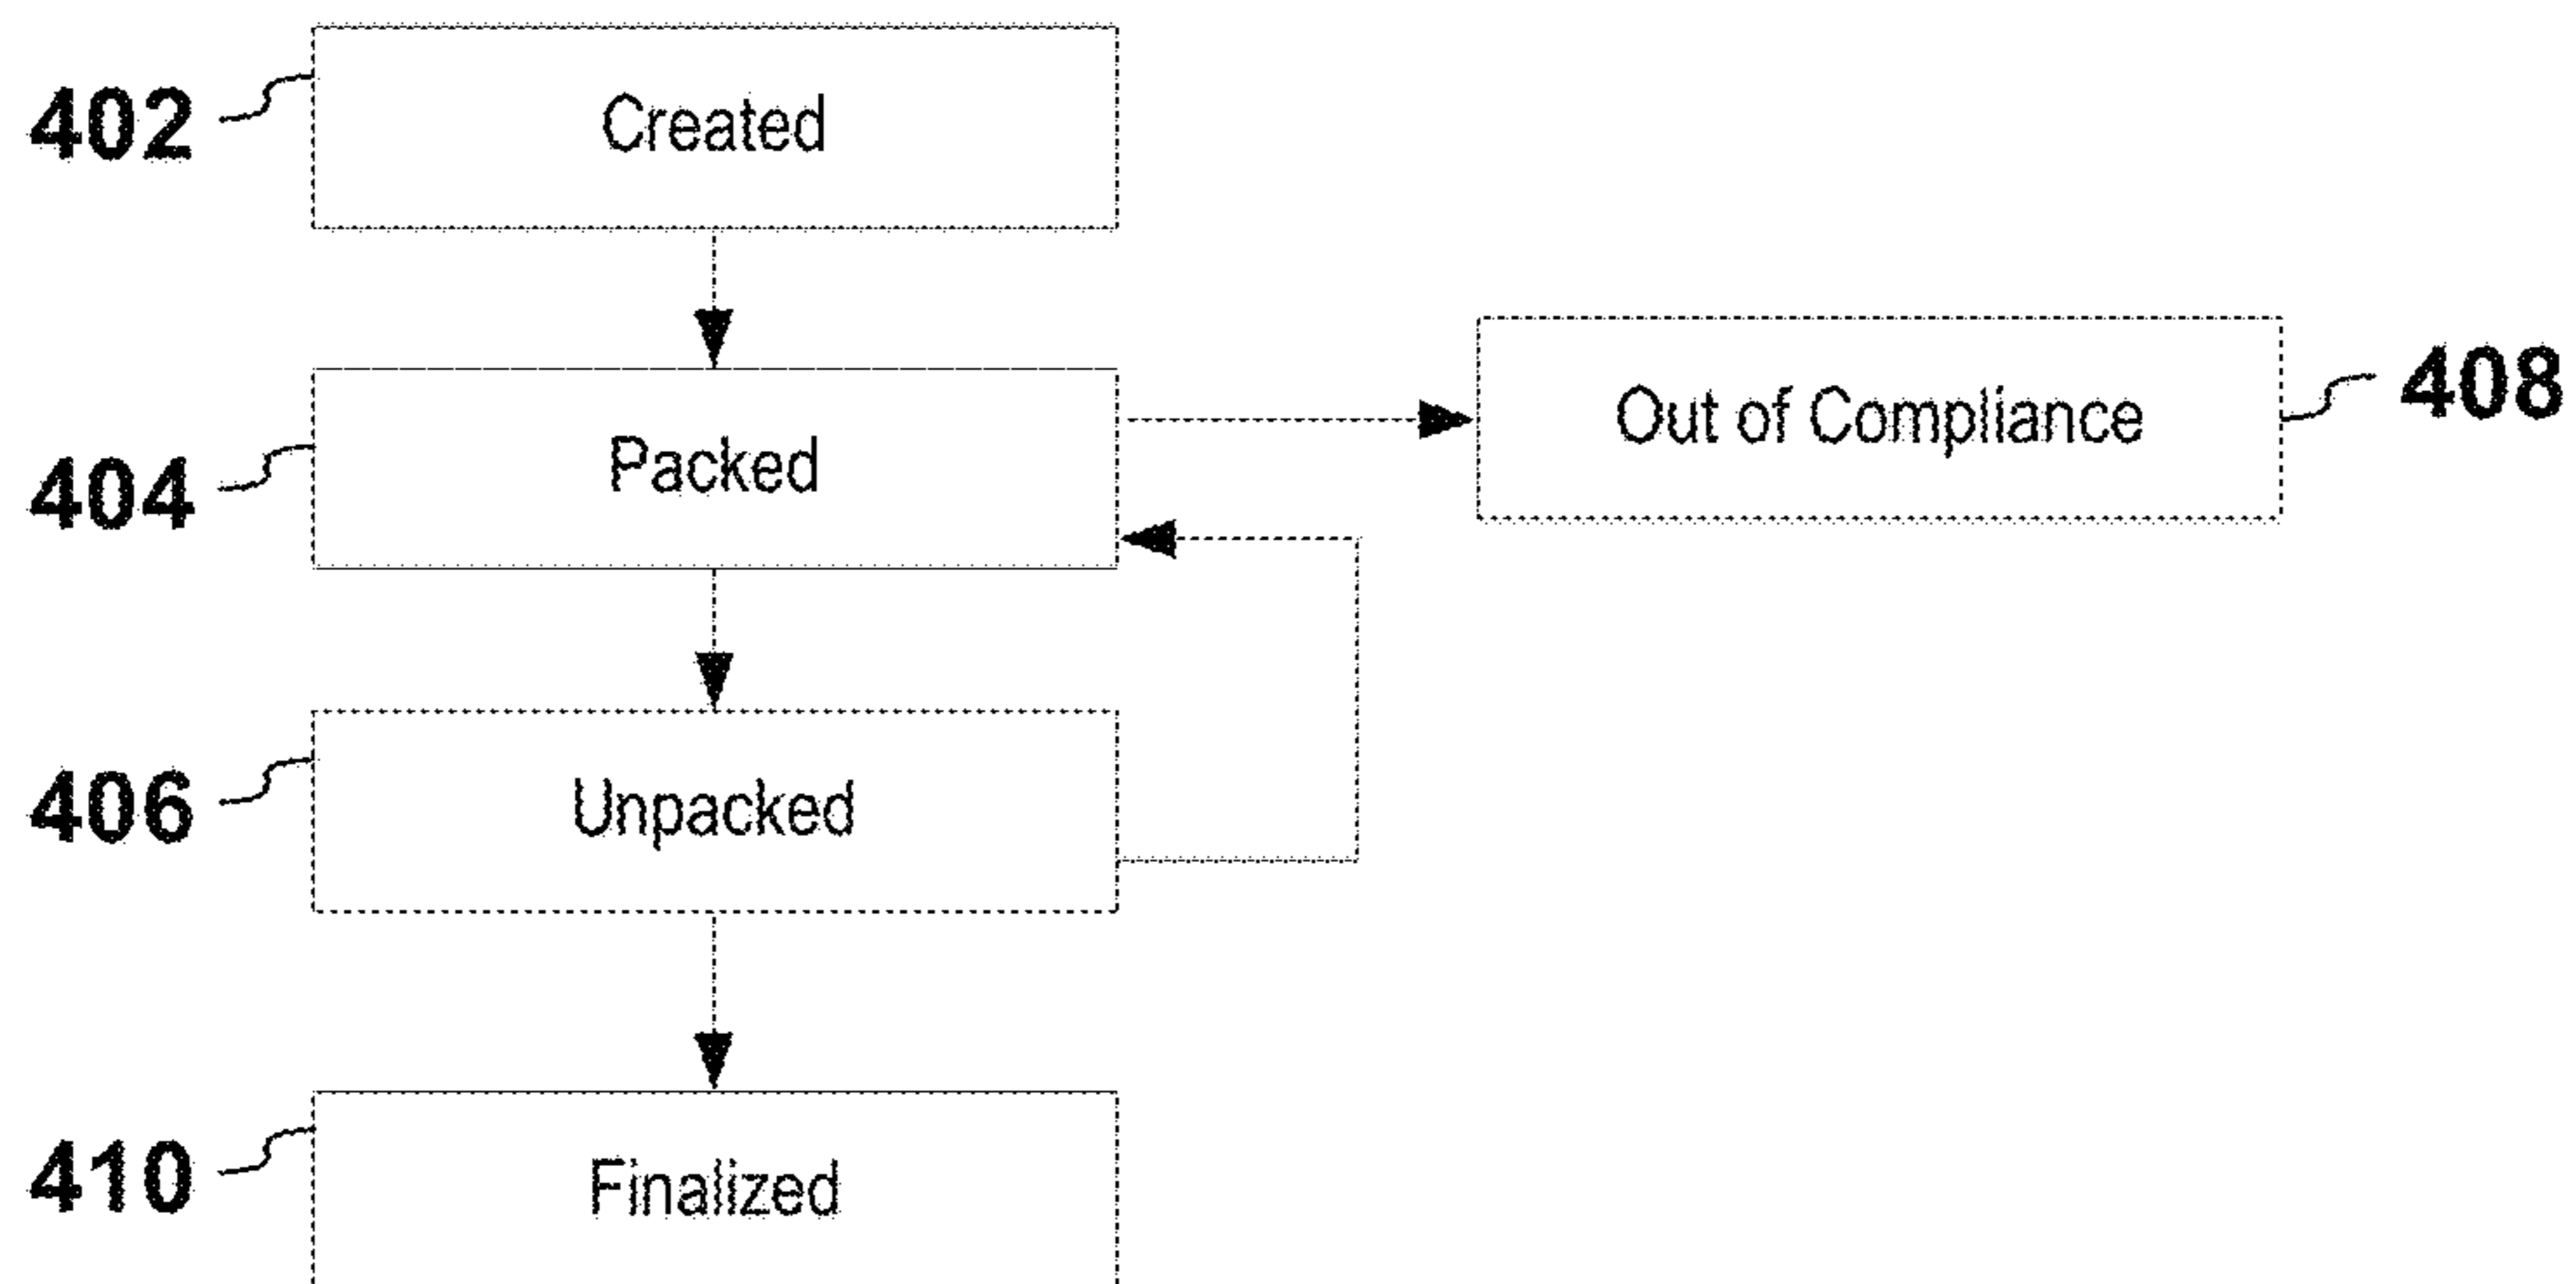 402
Created
404
Packed
Out of Compliance
408
406
Unpacked
410
Finalized